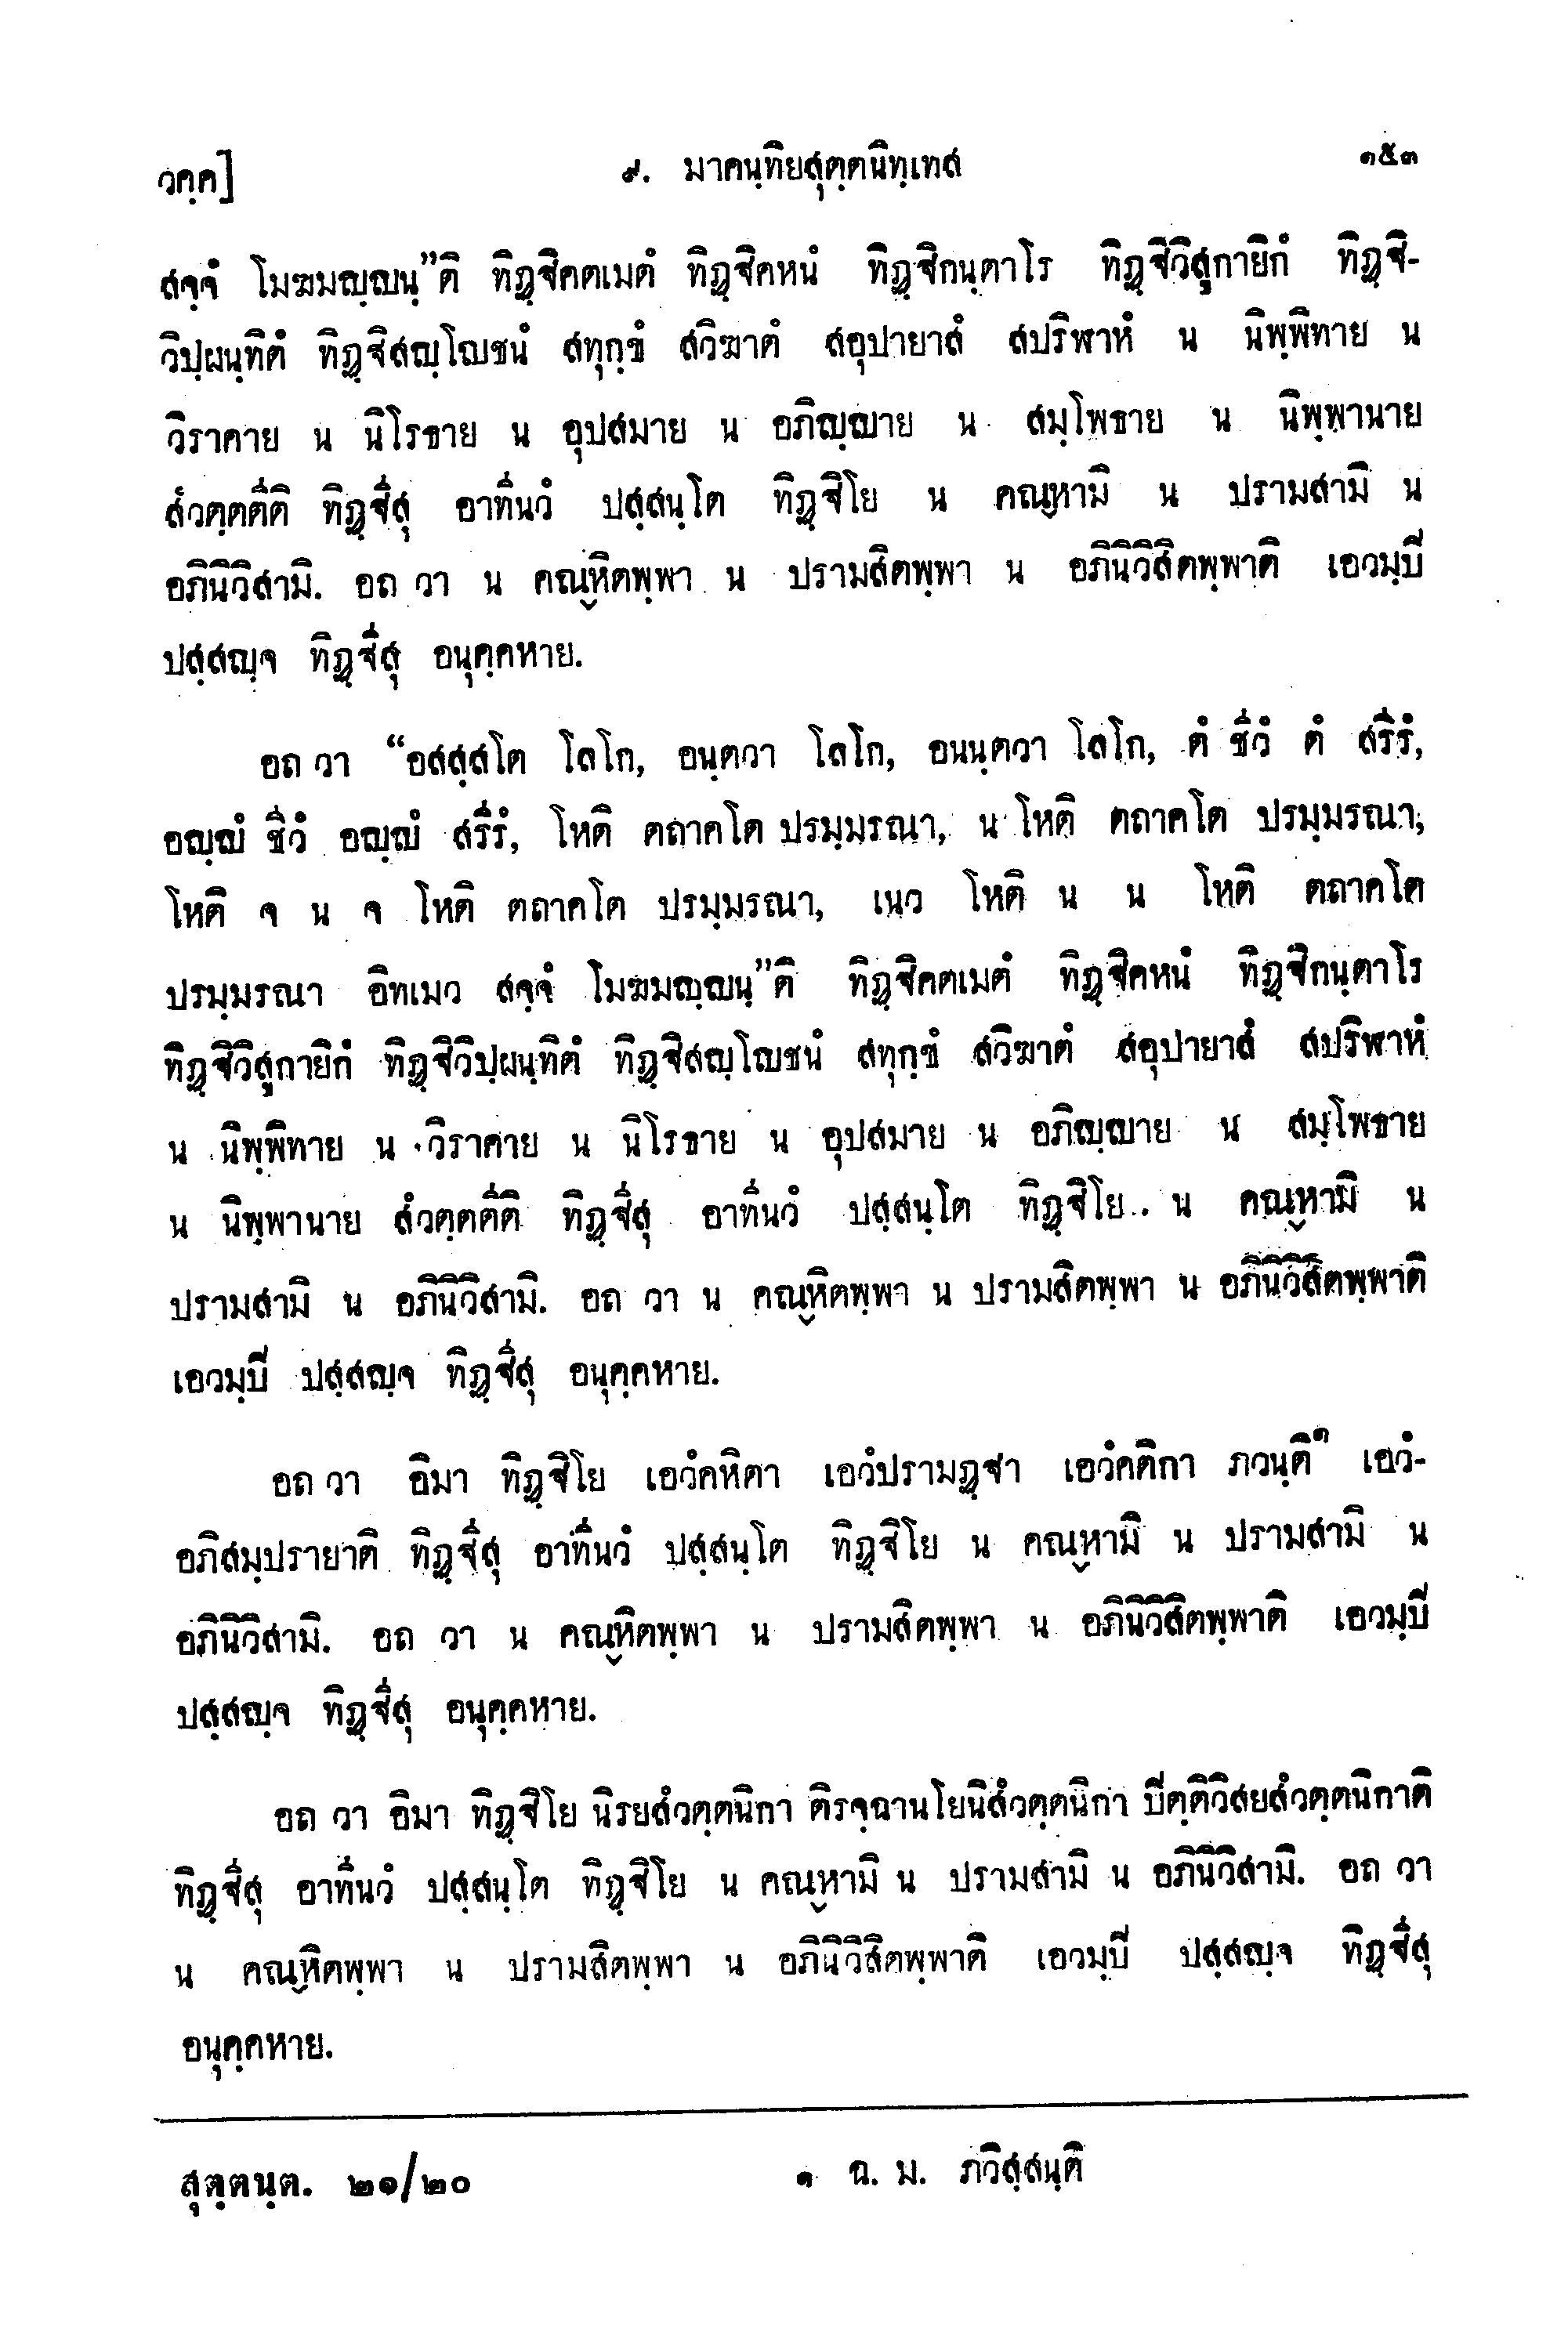 วคฺค]
๙. มาคนฺทิยสุตฺตนิทฺเทส
๑๕๓
สจฺจํ โมฆมญฺญนฺ”ติ ทิฏฺฐิคตเมตํ ทิฏฺฐิคหนํ ทิฏฺฐิกนฺตาโร ทิฏฺฐิวิสูกายิกํ ทิฏฺฐิ-
วิปฺผนฺทิตํ ทิฏฺฐิสญฺโญชนํ สทุกฺขํ สวิฆาตํ สอุปายาสํ สปริฬาหํ น นิพฺพิทาย น
วิราคาย น นิโรธาย น อุปสมาย น อภิญฺญาย น สมฺโพธาย น นิพฺพานาย
สํวตฺตตีติ ทิฏฺฐีสุ อาทีนวํ ปสฺสนฺโต ทิฏฺฐิโย น คณฺหามิ น ปรามสามิ น
อภินิวิสามิ. อถ วา น คณฺหิตพฺพา น ปรามสิตพฺพา น อภินิวิสิตพฺพาติ เอวมฺปี
ปสฺสญฺจ ทิฏฺฐีสุ อนุคฺคหาย.
อถ วา “อสสฺสโต โลโก, อนฺตวา โลโก, อนนฺตวา โลโก, ตํ ชีวํ ตํ สรีรํ,
อญฺญํ ชีวํ อญฺญํ สรีรํ, โหติ ตถาคโต ปรมฺมรณา, น โหติ ตถาคโต ปรมฺมรณา,
โหติ จ น จ โหติ ตถาคโต ปรมฺมรณา, เนว โหติ น น โหติ ตถาคโต
ปรมฺมรณา อิทเมว สจฺจํ โมฆมญฺญนฺ”ติ ทิฏฺฐิคตเมตํ ทิฏฺฐิคหนํ ทิฏฺฐิกนฺตาโร
ทิฏฺฐิวิสูกายิกํ ทิฏฺฐิวิปฺผนฺทิตํ ทิฏฺฐิสญฺโญชนํ สทุกฺขํ สวิฆาตํ สอุปายาสํ สปริฬาหํ
น นิพฺพิทาย น วิราคาย น นิโรธาย น อุปสมาย น อภิญฺญาย น สมฺโพธาย
น นิพฺพานาย สํวตฺตตีติ ทิฏฺฐีสุ อาทีนวํ ปสฺสนฺโต ทิฏฺฐิโย น คณฺหามิ น
ปรามสามิ น อภินิวิสามิ. อถ วา น คณฺหิตพฺพา น ปรามสิตพฺพา น อภินิวิสิตพฺพาติ
เอวมฺปี ปสฺสญฺจ ทิฏฺฐีสุ อนุคฺคหาย.
อถ วา อิมา ทิฏฺฐิโย เอวํคหิตา เอวํปรามฏฺฐา เอวํคติกา ภวนฺติ๑ เอวํ-
อภิสมฺปรายาติ ทิฏฺฐีสุ อาทีนวํ ปสฺสนฺโต ทิฏฺฐิโย น คณฺหามิ น ปรามสามิ น
อภินิวิสามิ. อถ วา น คณฺหิตพฺพา น ปรามสิตพฺพา น อภินิวิสิตพฺพาติ เอวมฺปี
ปสฺสญฺจ ทิฏฺฐีสุ อนุคฺคหาย.
อถ วา อิมา ทิฏฺฐิโย นิรยสํวตฺตนิกา ติรจฺฉานโยนิสํวตฺตนิกา ปีตฺติวิสยสํวตฺตนิกาติ
ทิฏฺฐีสุ อาทีนวํ ปสฺสนฺโต ทิฏฺฐิโย น คณฺหามิ น ปรามสามิ น อภินิวิสามิ. อถ วา
น คณฺหิตพฺพา น ปรามสิตพฺพา น อภินิวิสิตพฺพาติ เอวมฺปี ปสฺสญฺจ ทิฏฺฐีสุ
อนุคฺคหาย.
สุตฺตนฺต. ๒๑/๒๐
๑ ฉ. ม. ภวิสฺสนฺติ